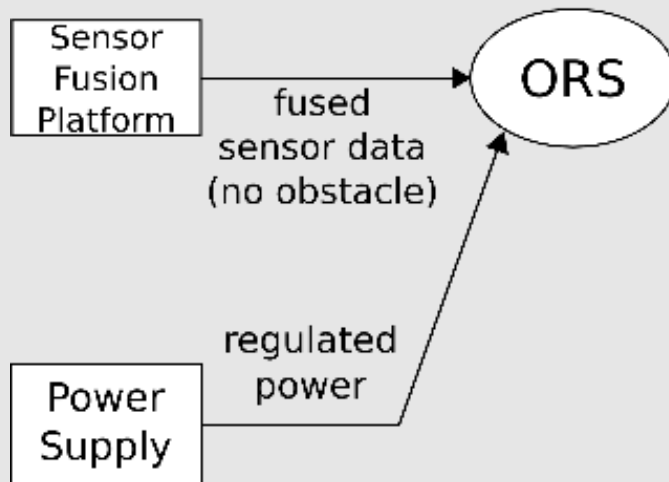 Sensor
Fusion
Platform
ORS
fused
sensor data
(no obstacle)
regulated
power
Power
Supply